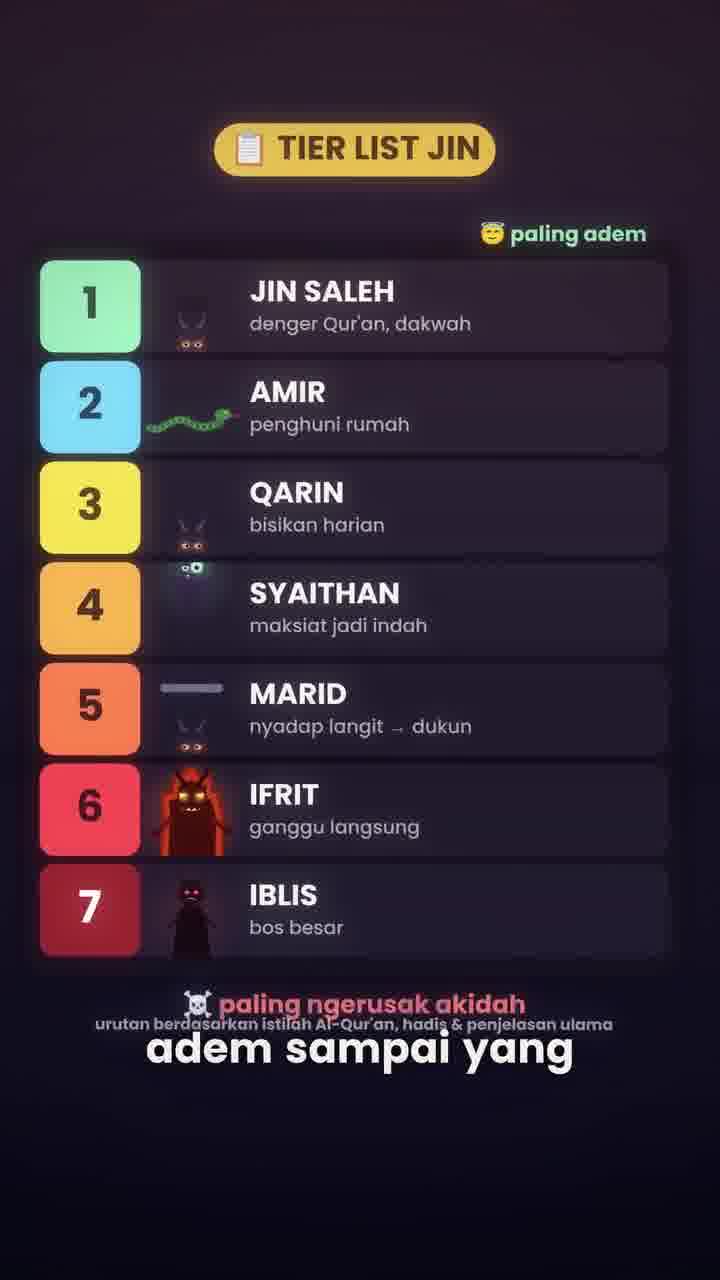 📋 TIER LIST JIN
😇 paling adem
1
JIN SALEH
denger Qur'an, dakwah
2
AMIR
penghuni rumah
3
QARIN
bisikan harian
4
SYAITHAN
maksiat jadi indah
5
MARID
nyadap langit → dukun
6
IFRIT
ganggu langsung
7
IBLIS
bos besar
☠️ paling ngerusak akidah
urutan berdasarkan istilah Al-Qur'an, hadis & penjelasan ulama
adem sampai yang